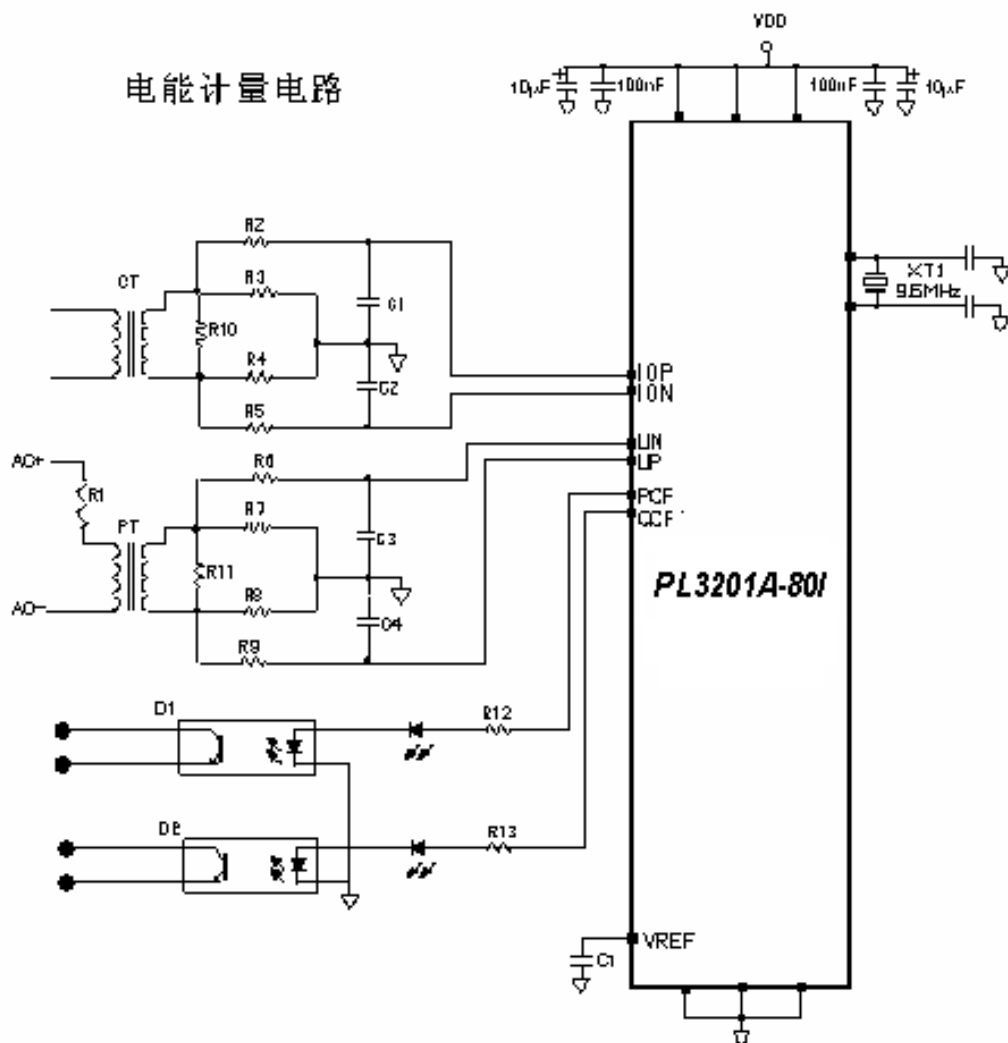 VDD
电能计量电路
10μF
100nF
100nF
10μF
R2
CT
R3
C1
XT1
9.6MHz
R10
R4
C2
R5
I0P
I0N
UN
UP
AC+
R6
R1
R7
PCF
QCF
PT
C3
R11
PL3201A-80I
AC-
R8
C4
R9
D1
R12
D2
R13
VREF
C1